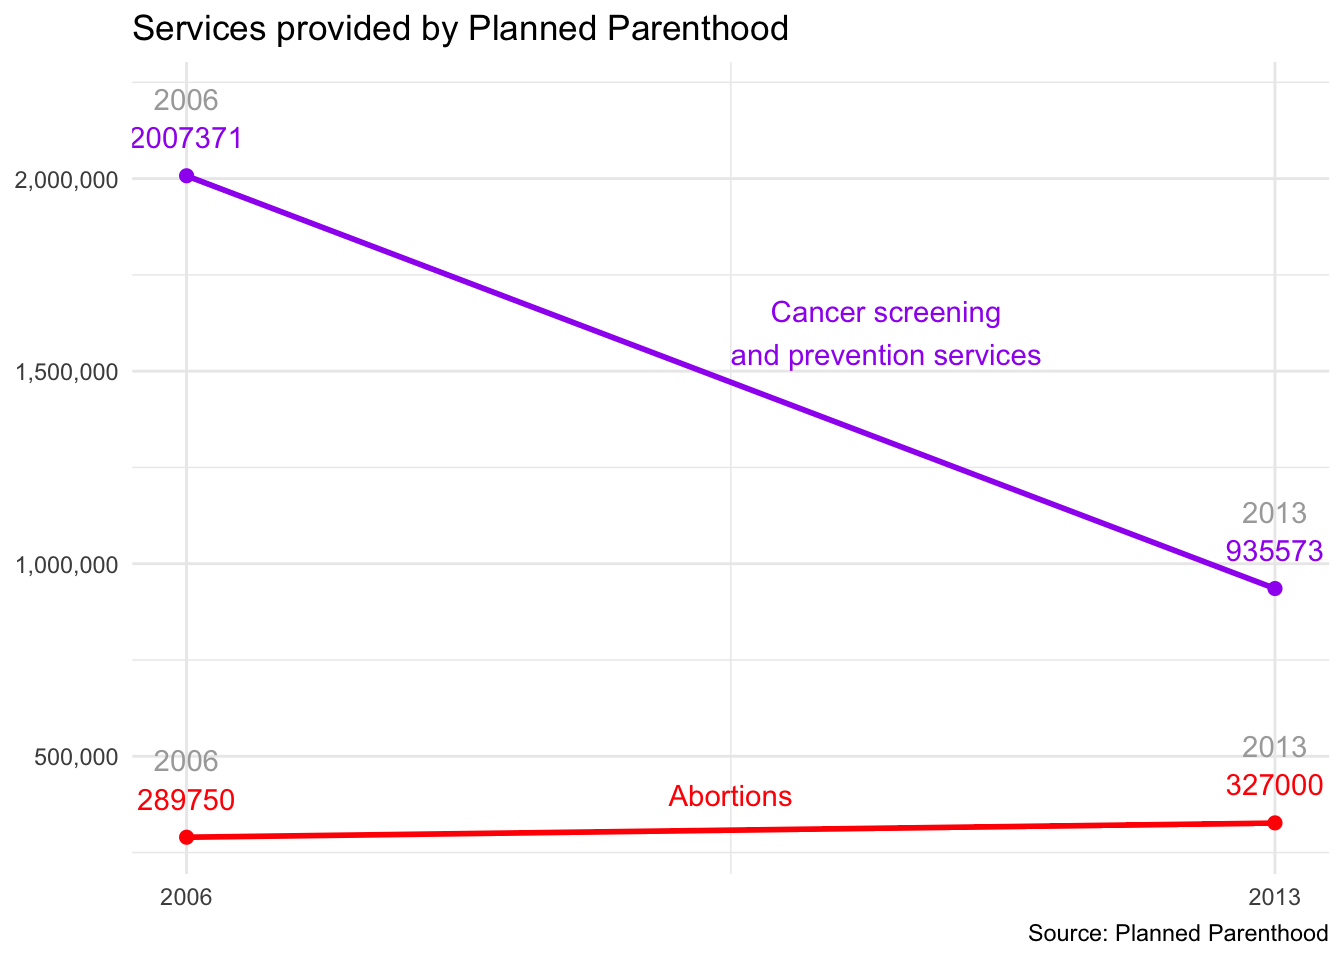 Services provided by Planned Parenthood
2006
2007371
2,000,000
Cancer screening
and prevention services
1,500,000
2013
935573
1,000,000
500,000
2006
289750
Abortions
2013
327000
2006
2013
Source: Planned Parenthood